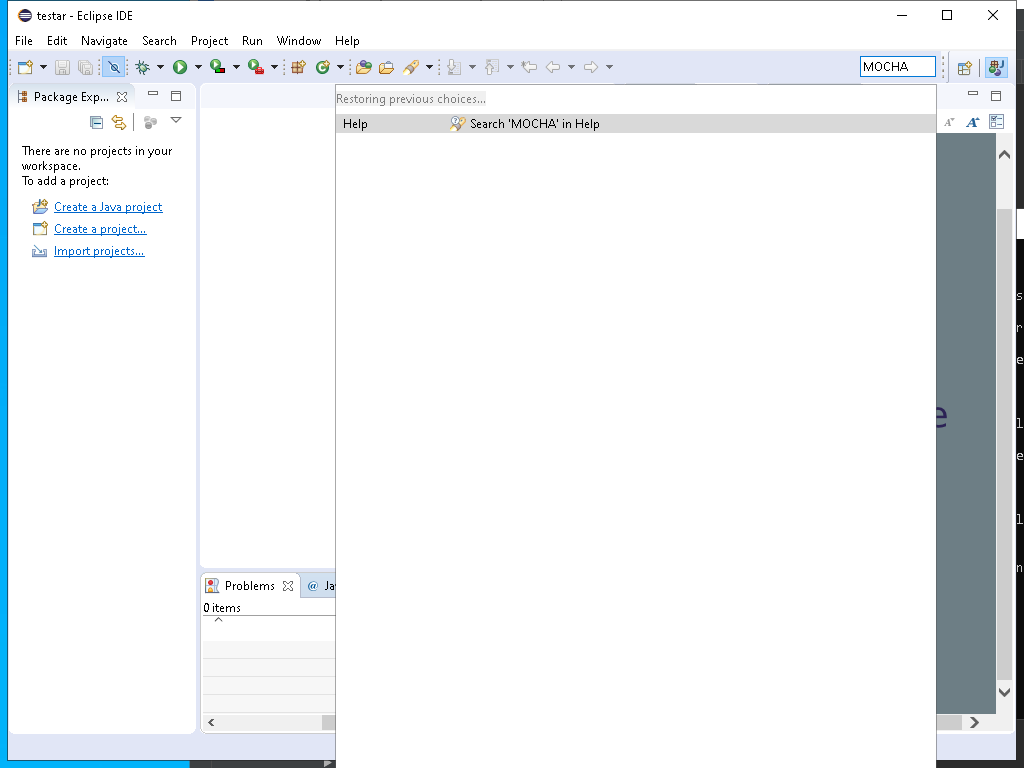 testar - Eclipse IDE
File Edit Navigate Search Project Run Window Help
MOCHA
Package Exp...
Restoring previous choices...
Help Search 'MOCHA' in Help
There are no projects in your
workspace.
To add a project:
Create a Java project
Create a project...
Import projects...
e
Problems @ Ja
0 items
s
r
e
l
e
l
n